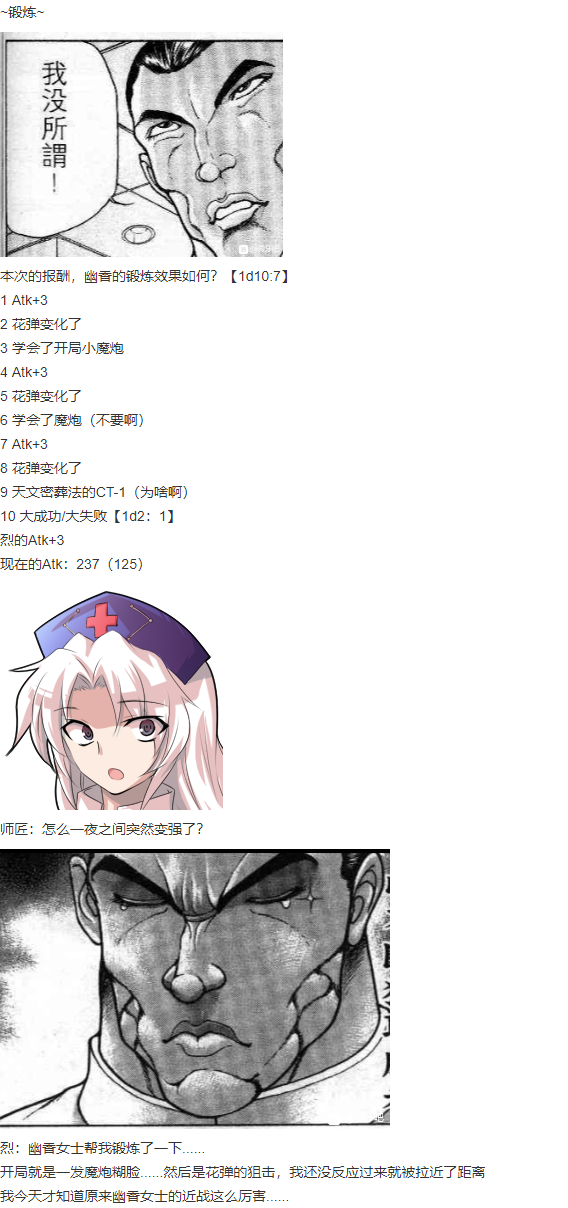 ~锻炼~
我没所謂！
本次的报酬，幽香的锻炼效果如何？【1d10:7】
1 Atk+3
2 花弹变化了
3 学会了开局小魔炮
4 Atk+3
5 花弹变化了
6 学会了魔炮（不要啊）
7 Atk+3
8 花弹变化了
9 天文密葬法的CT-1（为啥啊）
10 大成功/大失败【1d2：1】
烈的Atk+3
现在的Atk：237（125）
师匠：怎么一夜之间突然变强了？
烈：幽香女士帮我锻炼了一下......
开局就是一发魔炮糊脸......然后是花弹的狙击，我还没反应过来就被拉近了距离
我今天才知道原来幽香女士的近战这么厉害......